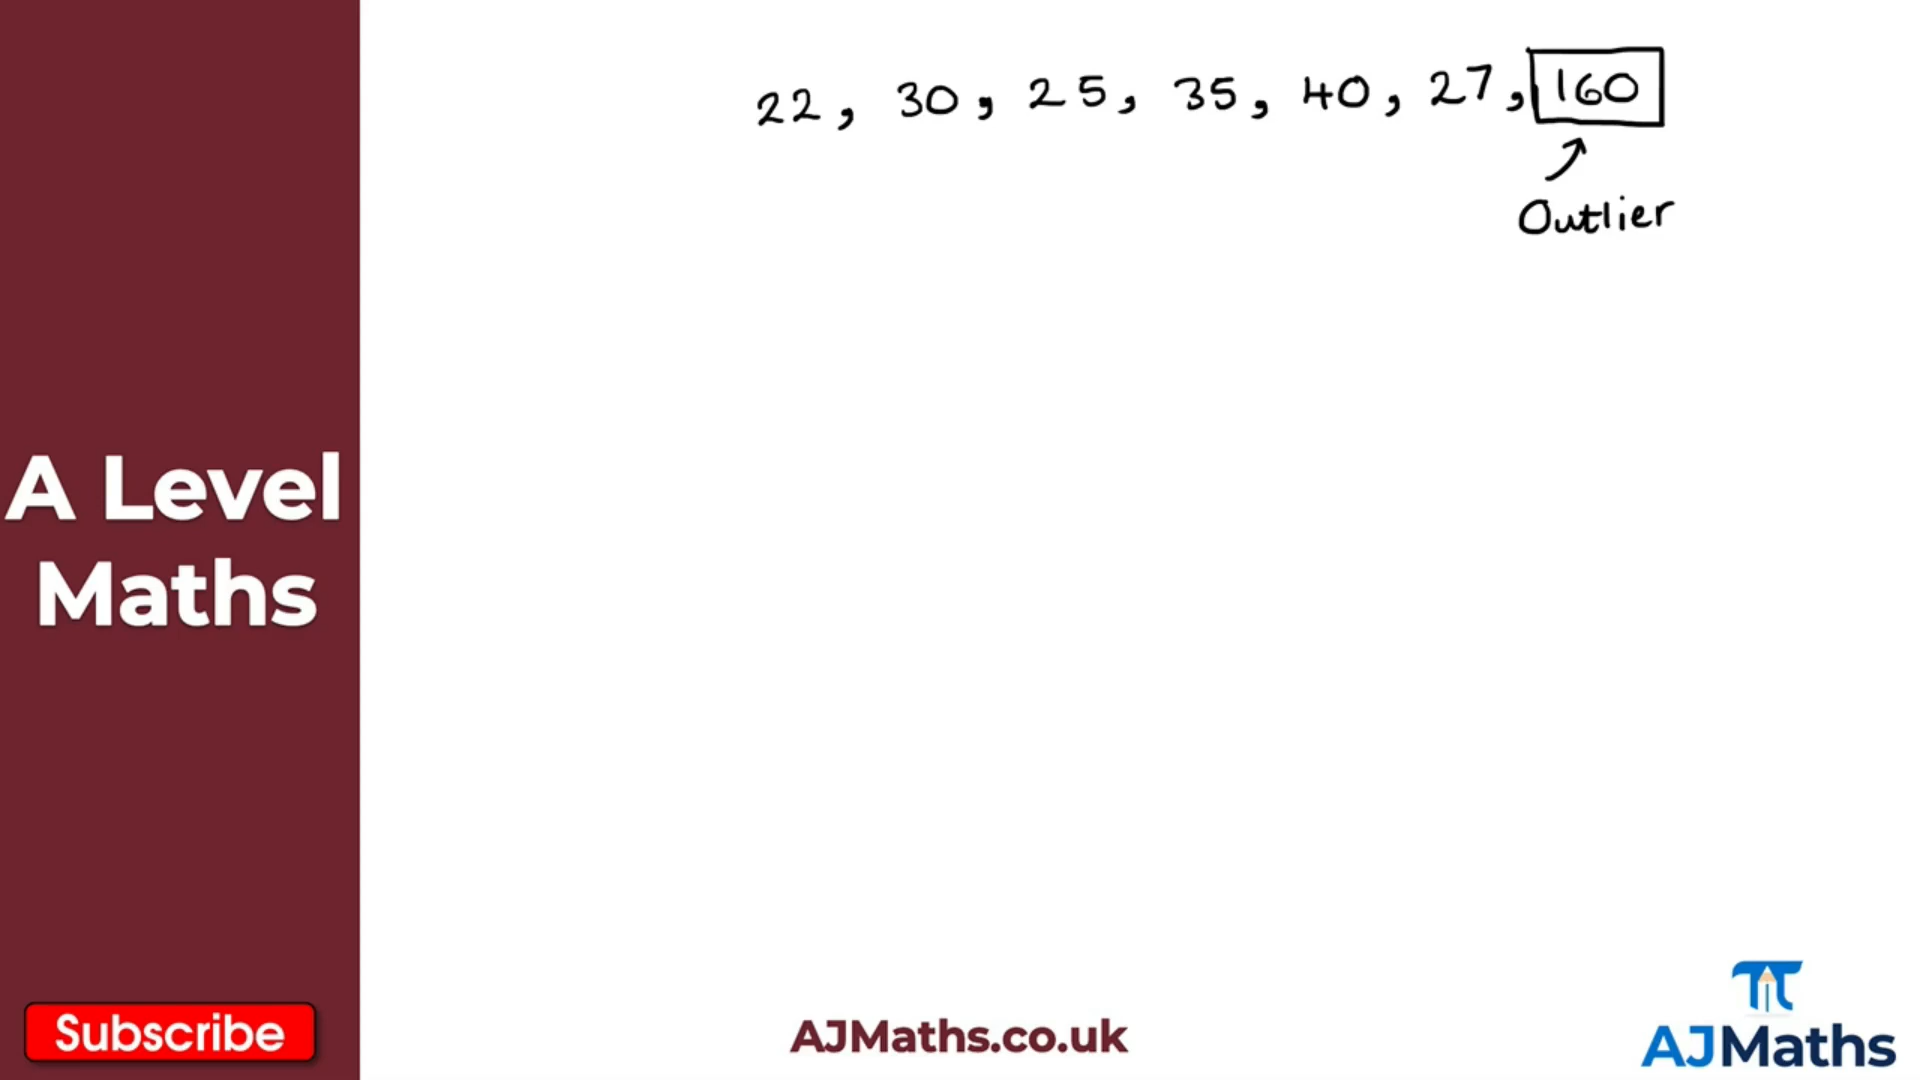 22, 30, 25, 35, 40, 27, 160
Outlier
A Level
Maths
Subscribe
AJMaths.co.uk
AJMaths